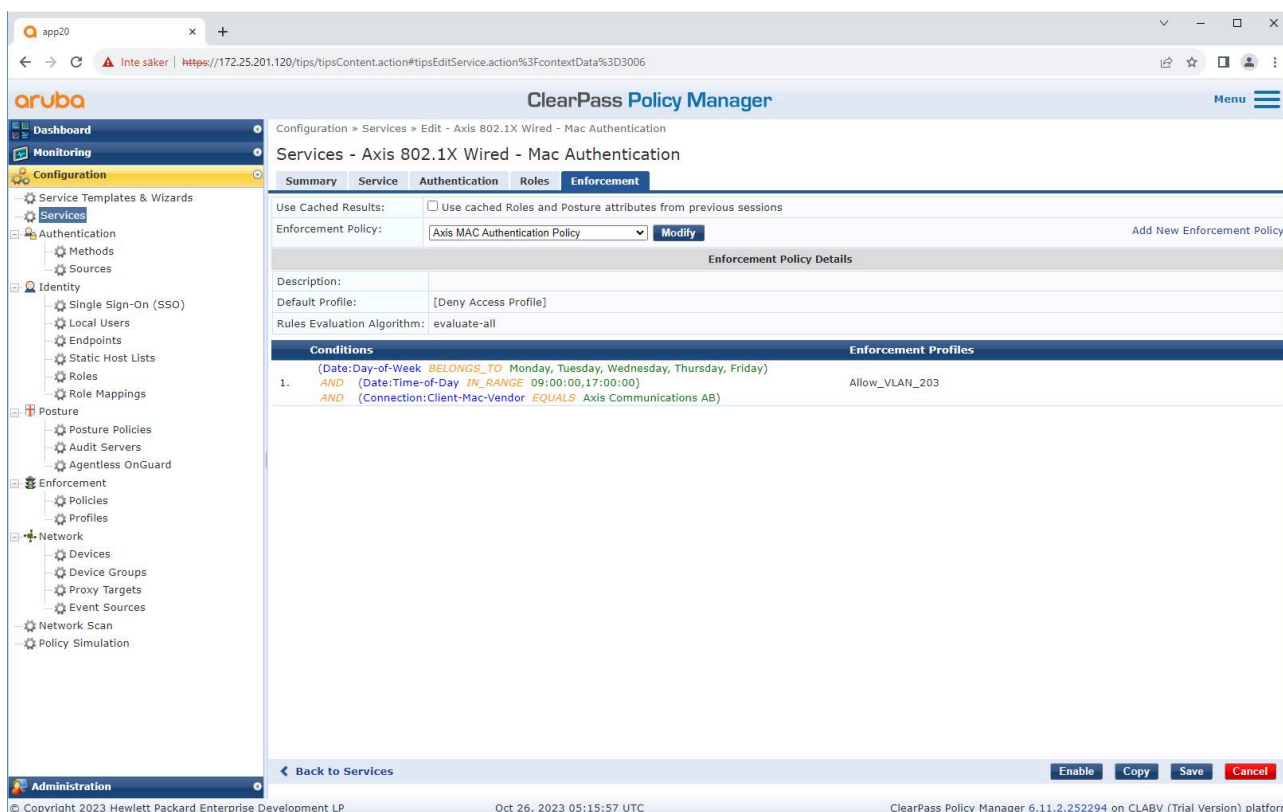 app20
Inte säker | https://172.25.201.120/tips/tipsContent.action#tipsEditService.action%3FcontextData%3D3006
aruba
ClearPass Policy Manager
Menu
Dashboard
Monitoring
Configuration
Service Templates & Wizards
Services
Authentication
Methods
Sources
Identity
Single Sign-On (SSO)
Local Users
Endpoints
Static Host Lists
Roles
Role Mappings
Posture
Posture Policies
Audit Servers
Agentless OnGuard
Enforcement
Policies
Profiles
Network
Devices
Device Groups
Proxy Targets
Event Sources
Network Scan
Policy Simulation
Administration
Configuration » Services » Edit - Axis 802.1X Wired - Mac Authentication
Services - Axis 802.1X Wired - Mac Authentication
Summary Service Authentication Roles Enforcement
Use Cached Results: Use cached Roles and Posture attributes from previous sessions
Enforcement Policy: Axis MAC Authentication Policy Modify Add New Enforcement Policy
Enforcement Policy Details
Description:
Default Profile: [Deny Access Profile]
Rules Evaluation Algorithm: evaluate-all
Conditions Enforcement Profiles
(Date:Day-of-Week BELONGS_TO Monday, Tuesday, Wednesday, Thursday, Friday)
1. AND (Date:Time-of-Day IN_RANGE 09:00:00,17:00:00) Allow_VLAN_203
AND (Connection:Client-Mac-Vendor EQUALS Axis Communications AB)
Back to Services Enable Copy Save Cancel
© Copyright 2023 Hewlett Packard Enterprise Development LP Oct 26, 2023 05:15:57 UTC ClearPass Policy Manager 6.11.2.252294 on CLABV (Trial Version) platfor